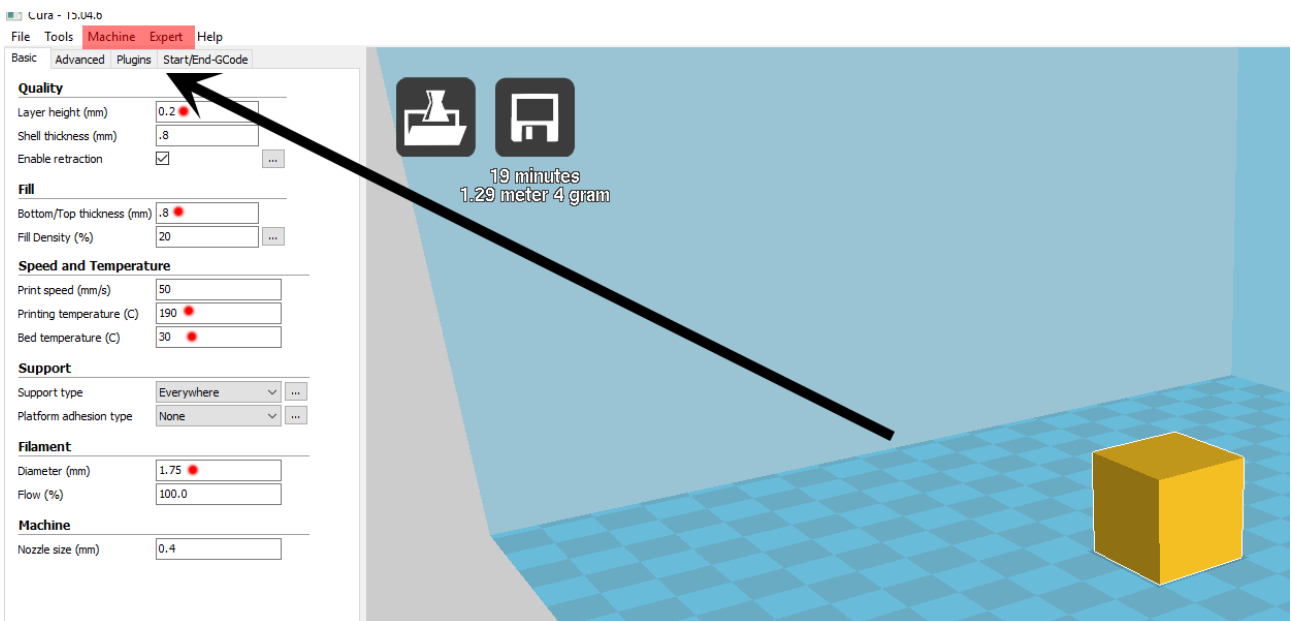 Cura - 15.04.6
File Tools Machine Expert Help
Basic Advanced Plugins Start/End-GCode
Quality
Layer height (mm) 0.2
Shell thickness (mm) .8
Enable retraction ...
Fill
Bottom/Top thickness (mm) .8
Fill Density (%) 20 ...
Speed and Temperature
Print speed (mm/s) 50
Printing temperature (C) 190
Bed temperature (C) 30
Support
Support type Everywhere ...
Platform adhesion type None ...
Filament
Diameter (mm) 1.75
Flow (%) 100.0
Machine
Nozzle size (mm) 0.4
19 minutes
1.29 meter 4 gram